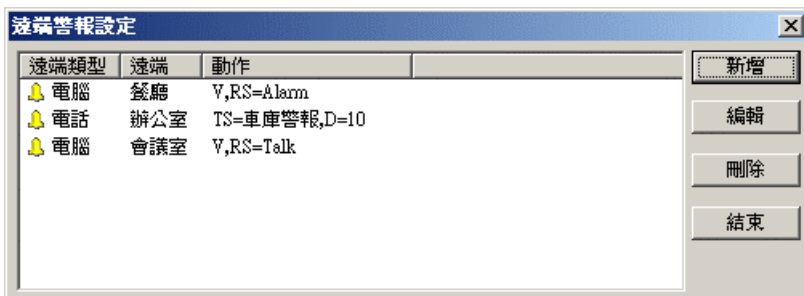 遠端警報設定
遠端類型 遠端 動作
電腦 餐廳 V,RS=Alarm
電話 辦公室 TS=車庫警報,D=10
電腦 會議室 V,RS=Talk
新增
編輯
刪除
結束